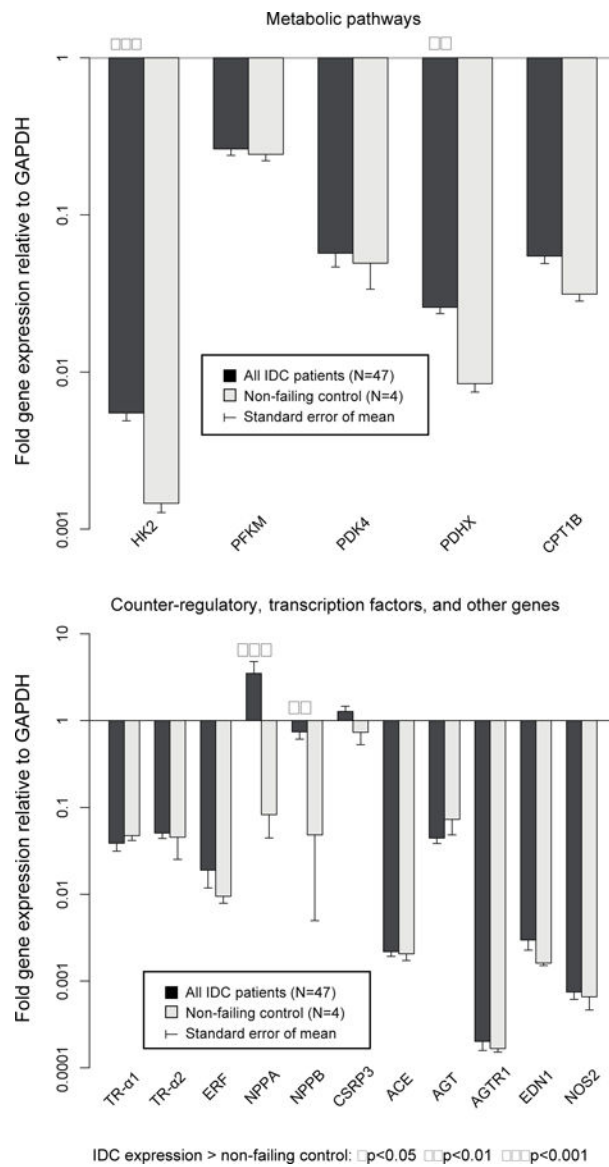 Metabolic pathways
□□□ □□
Fold gene expression relative to GAPDH
1
0.1
0.01
0.001
All IDC patients (N=47)
Non-failing control (N=4)
Standard error of mean
HK2 PFKM PDK4 PDHX CPT1B
Counter-regulatory, transcription factors, and other genes
□□□
□□
Fold gene expression relative to GAPDH
10
1
0.1
0.01
0.001
0.0001
All IDC patients (N=47)
Non-failing control (N=4)
Standard error of mean
TR-α1 TR-α2 ERF NPPA NPPB CSRP3 ACE AGT AGTR1 EDN1 NOS2
IDC expression > non-failing control: □p<0.05 □□p<0.01 □□□p<0.001